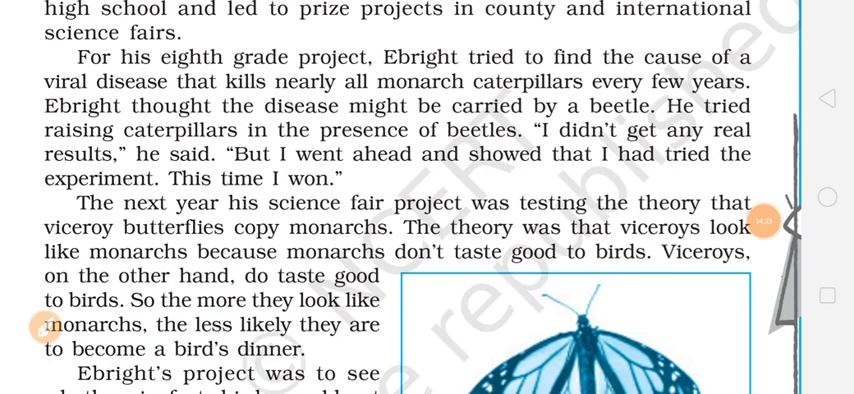 high school and led to prize projects in county and international
science fairs.
For his eighth grade project, Ebright tried to find the cause of a
viral disease that kills nearly all monarch caterpillars every few years.
Ebright thought the disease might be carried by a beetle. He tried
raising caterpillars in the presence of beetles. “I didn’t get any real
results,” he said. “But I went ahead and showed that I had tried the
experiment. This time I won.”
The next year his science fair project was testing the theory that
viceroy butterflies copy monarchs. The theory was that viceroys look
like monarchs because monarchs don’t taste good to birds. Viceroys,
on the other hand, do taste good
to birds. So the more they look like
monarchs, the less likely they are
to become a bird’s dinner.
Ebright’s project was to see
© NCERT
republished
14:23